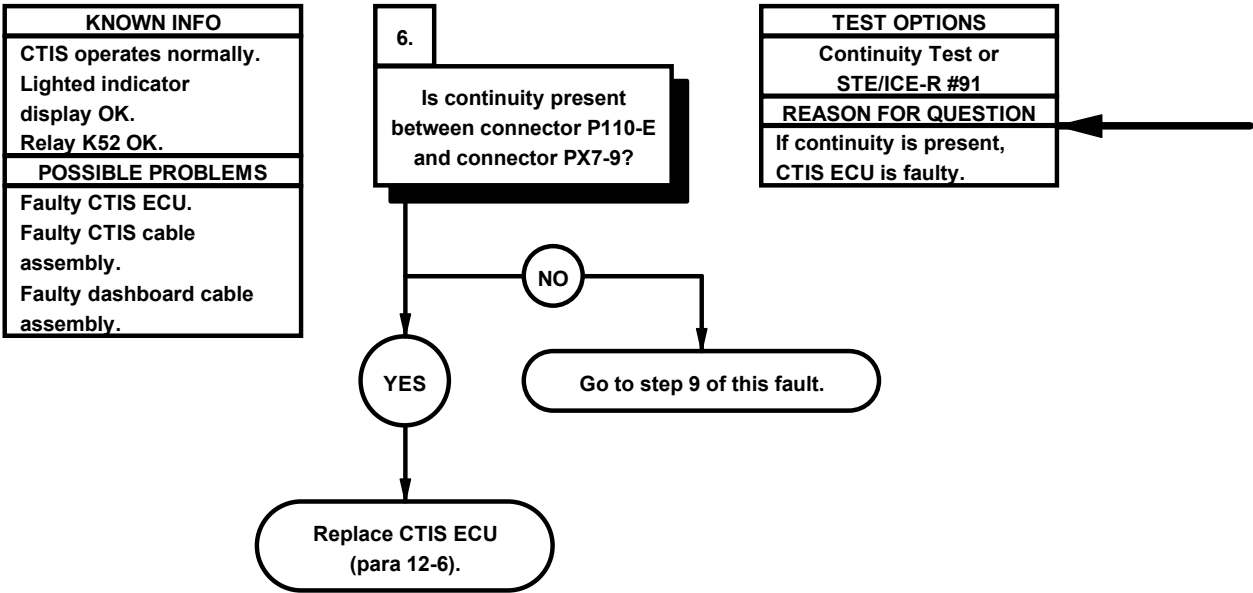 KNOWN INFO
CTIS operates normally.
Lighted indicator
display OK.
Relay K52 OK.
POSSIBLE PROBLEMS
Faulty CTIS ECU.
Faulty CTIS cable
assembly.
Faulty dashboard cable
assembly.
6.
Is continuity present
between connector P110-E
and connector PX7-9?
TEST OPTIONS
Continuity Test or
STE/ICE-R #91
REASON FOR QUESTION
If continuity is present,
CTIS ECU is faulty.
NO
YES
Go to step 9 of this fault.
Replace CTIS ECU
(para 12-6).